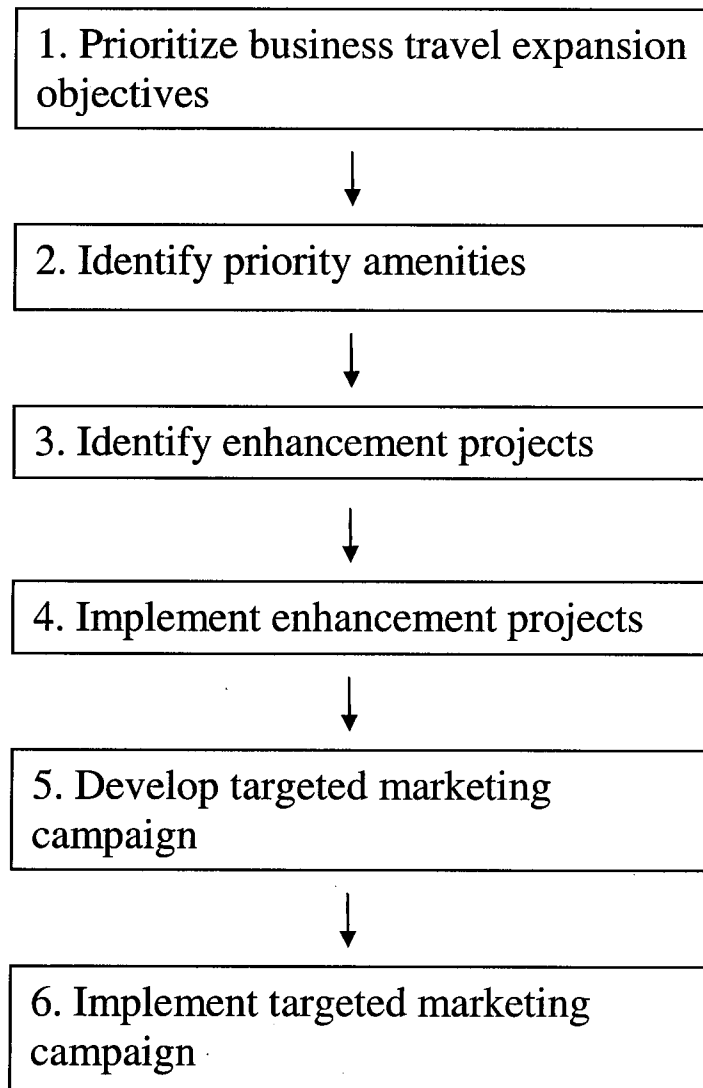 1. Prioritize business travel expansion
objectives
2. Identify priority amenities
3. Identify enhancement projects
4. Implement enhancement projects
5. Develop targeted marketing
campaign
6. Implement targeted marketing
campaign